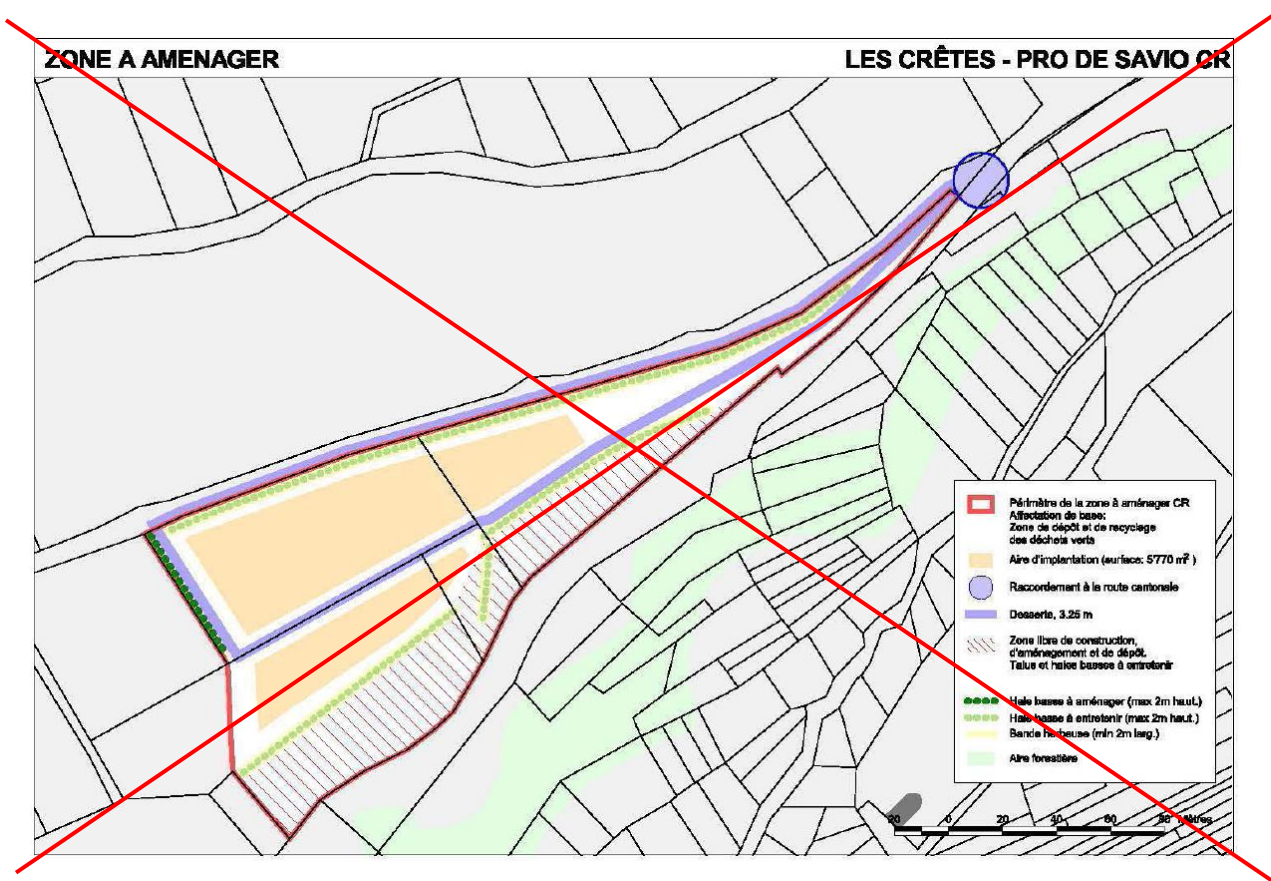 ZONE A AMENAGER
LES CRÊTES - PRO DE SAVIO CR
Périmètre de la zone à aménager CR
Affectation de base:
Zone de dépôt et de recyclage
des déchets verts
Aire d'implantation (surface: 5'770 m²)
Raccordement à la route cantonale
Desserte, 3.25 m
Zone libre de construction,
d'aménagement et de dépôt.
Talus et haies basses à entretenir
Haie basse à aménager (max 2m haut.)
Haie basse à entretenir (max 2m haut.)
Bande herbeuse (min 2m larg.)
Aire forestière
20 0 20 40 60 80 Mètres